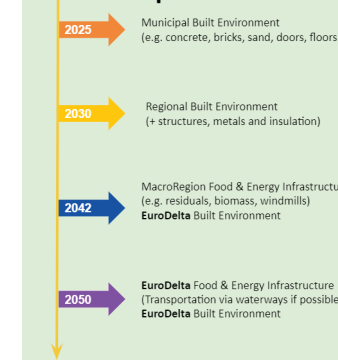 2025
Municipal Built Environment
(e.g. concrete, bricks, sand, doors, floors
2030
Regional Built Environment
(+ structures, metals and insulation)
2042
MacroRegion Food & Energy Infrastructu
(e.g. residuals, biomass, windmills)
EuroDelta Built Environment
2050
EuroDelta Food & Energy Infrastructure
(Transportation via waterways if possible
EuroDelta Built Environment